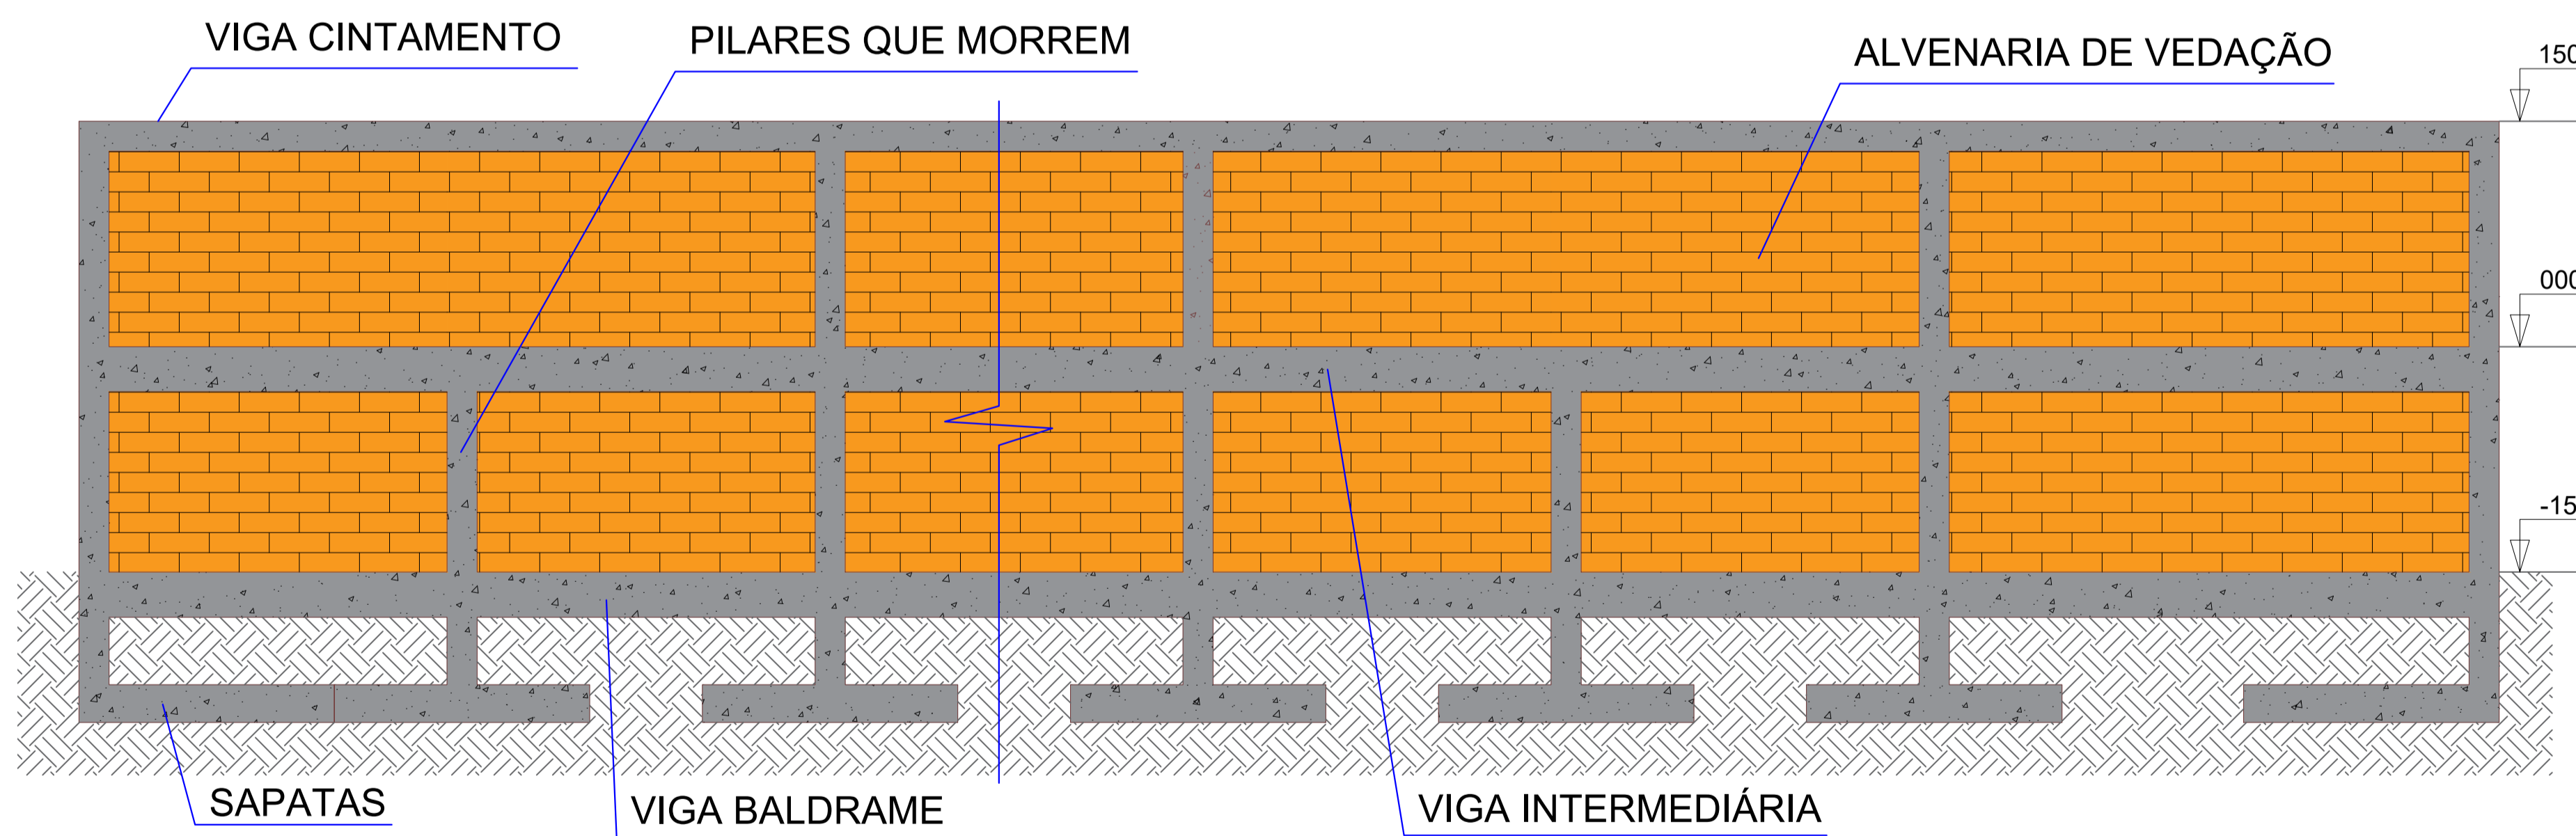 VIGA CINTAMENTO
PILARES QUE MORREM
ALVENARIA DE VEDAÇÃO
150
000
-15
SAPATAS
VIGA BALDRAME
VIGA INTERMEDIÁRIA